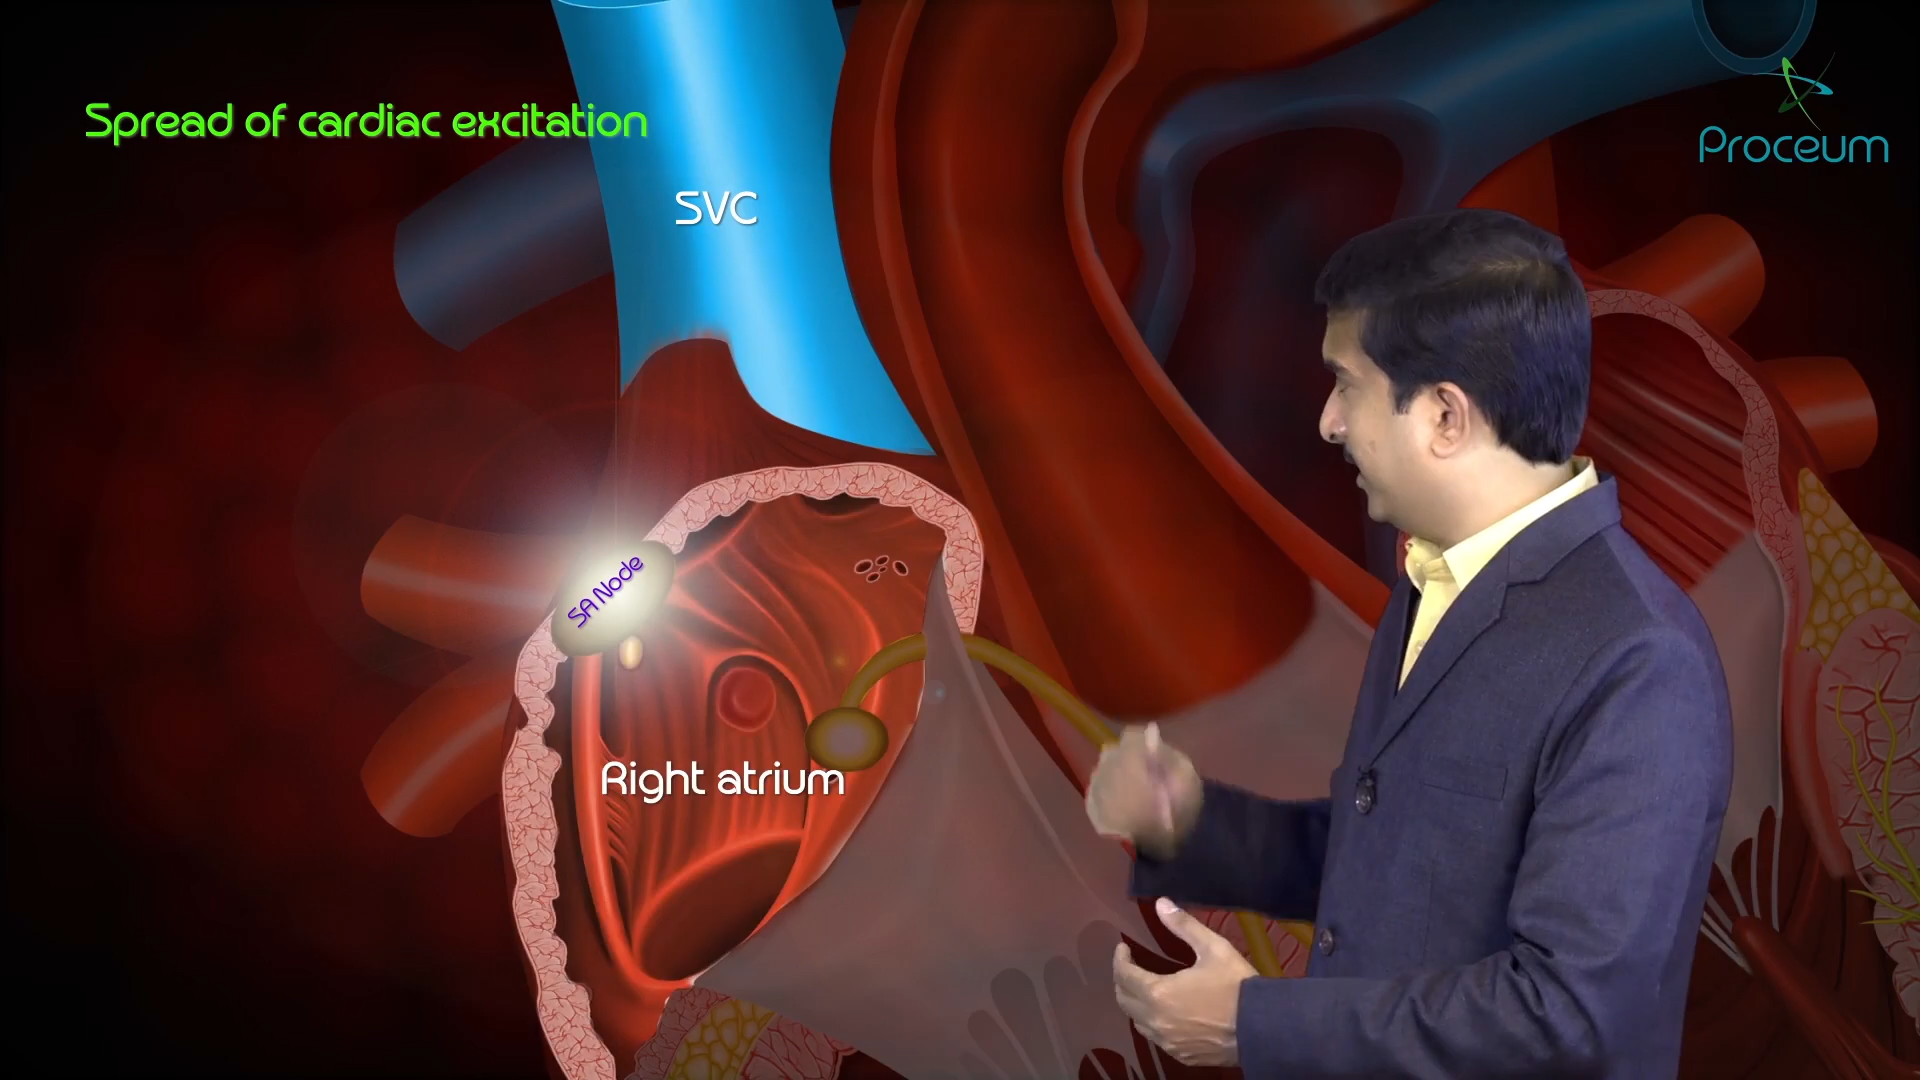 Spread of cardiac excitation
Proceum
SVC
SA Node
Right atrium